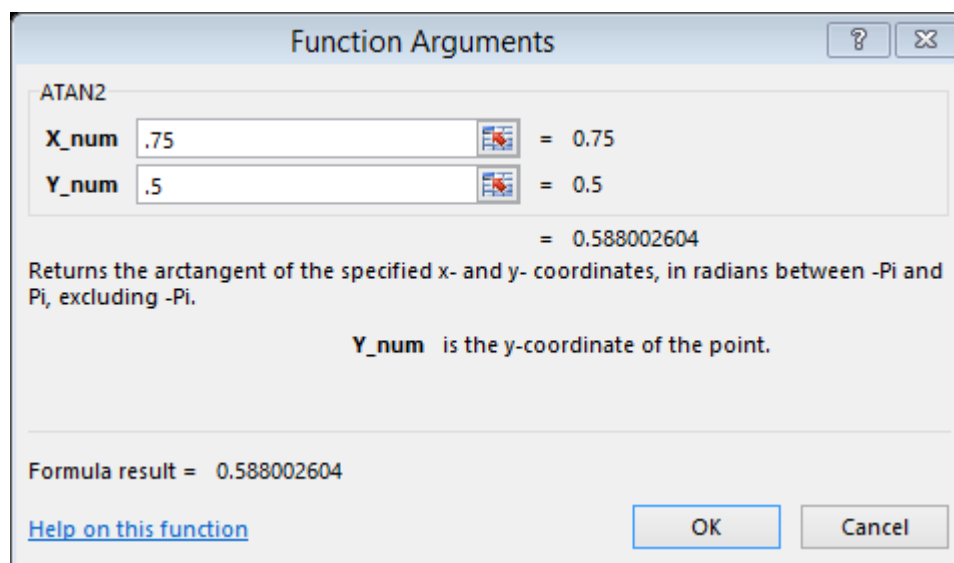 Function Arguments
ATAN2
X_num .75 = 0.75
Y_num .5 = 0.5
= 0.588002604
Returns the arctangent of the specified x- and y- coordinates, in radians between -Pi and
Pi, excluding -Pi.
Y_num is the y-coordinate of the point.
Formula result = 0.588002604
Help on this function OK Cancel